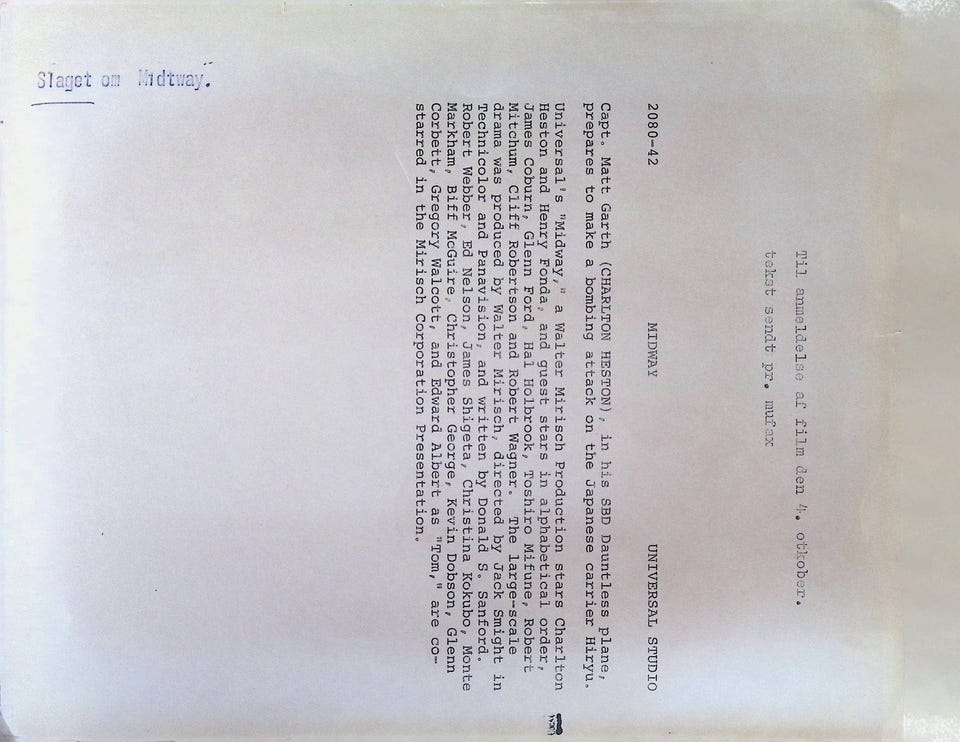 Slaget om Midtway.
Til anmeldelse af film den 4. otkober.
tekst sendt pr. mufax
2080-42 MIDWAY UNIVERSAL STUDIO
Capt. Matt Garth (CHARLTON HESTON), in his SBD Dauntless plane,
prepares to make a bombing attack on the Japanese carrier Hiryu.
Universal's "Midway," a Walter Mirisch Production stars Charlton
Heston and Henry Fonda, and guest stars in alphabetical order,
James Coburn, Glenn Ford, Hal Holbrook, Toshiro Mifune, Robert
Mitchum, Cliff Robertson and Robert Wagner. The large-scale
drama was produced by Walter Mirisch, directed by Jack Smight in
Technicolor and Panavision, and written by Donald S. Sanford.
Robert Webber, Ed Nelson, James Shigeta, Christina Kokubo, Monte
Markham, Biff McGuire, Christopher George, Kevin Dobson, Glenn
Corbett, Gregory Walcott, and Edward Albert as "Tom," are co-
starred in the Mirisch Corporation Presentation.